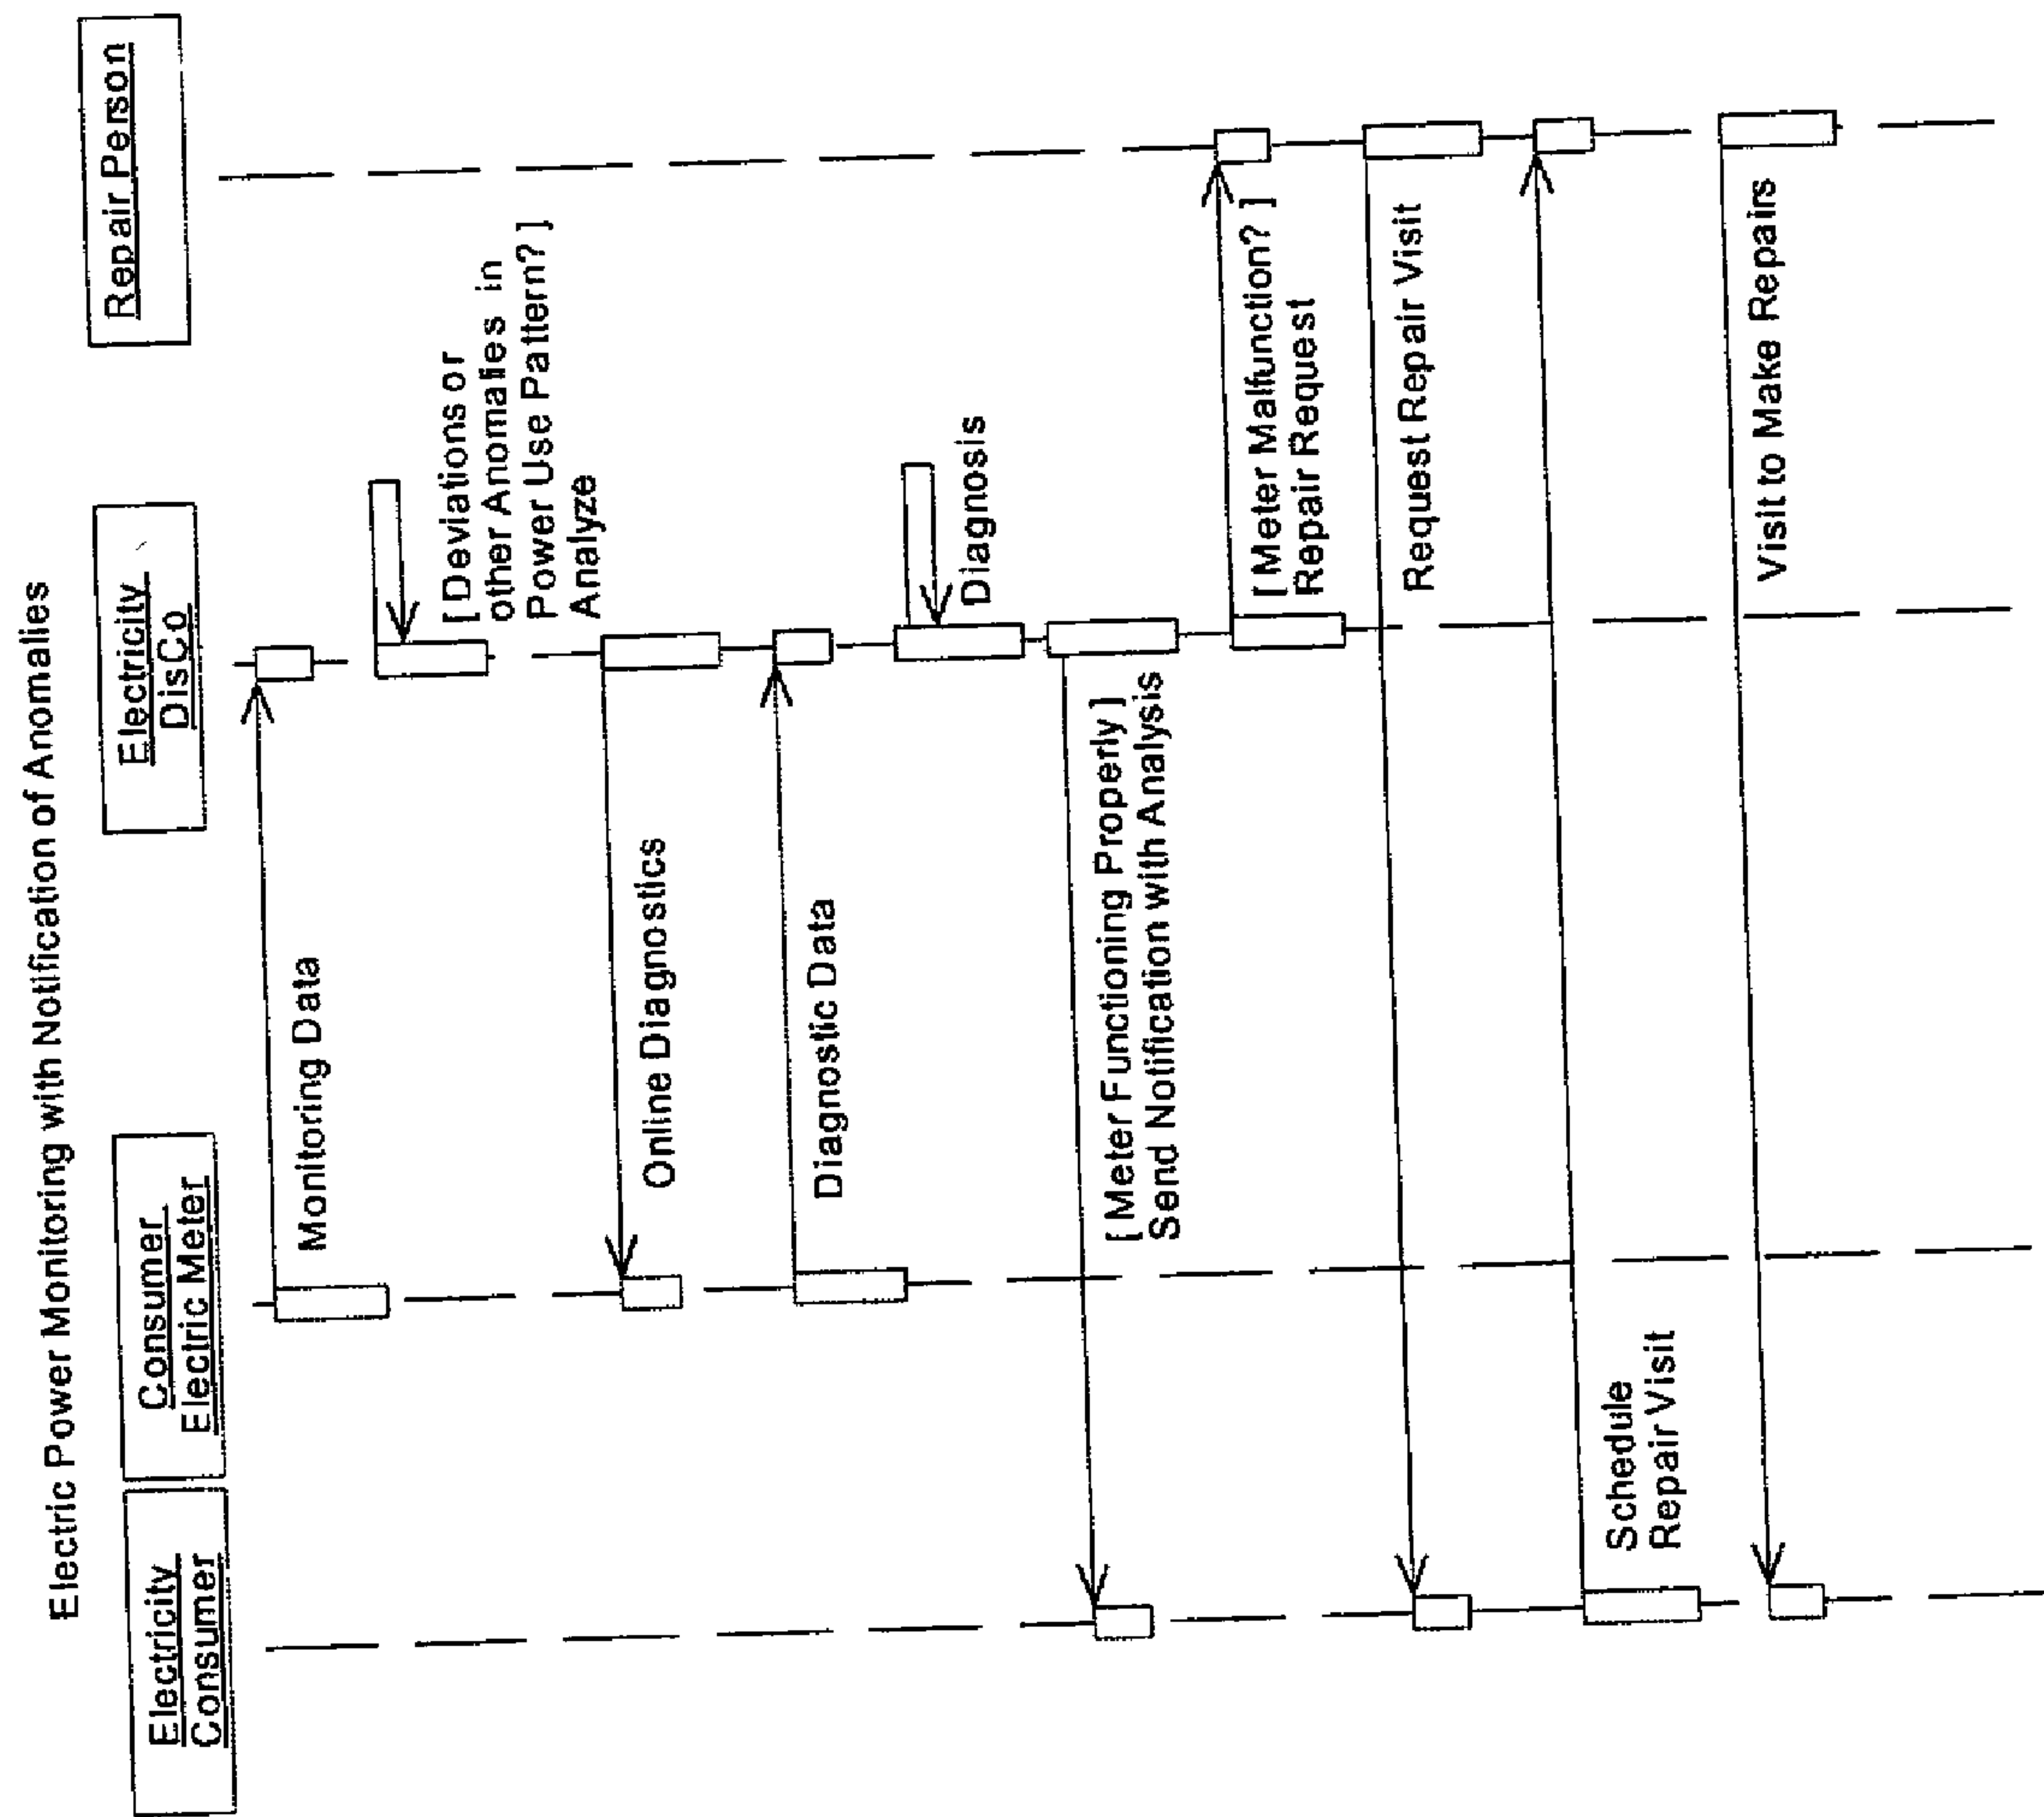 Electric Power Monitoring with Notification of Anomalies
Electricity
Consumer
Consumer
Electric Meter
Electricity
DisCo
Repair Person
Monitoring Data
[Deviations or
other Anomalies in
Power Use Pattern?]
Analyze
Online Diagnostics
Diagnostic Data
Diagnosis
[Meter Functioning Properly]
Send Notification with Analysis
[Meter Malfunction?]
Repair Request
Request Repair Visit
Schedule
Repair Visit
Visit to Make Repairs